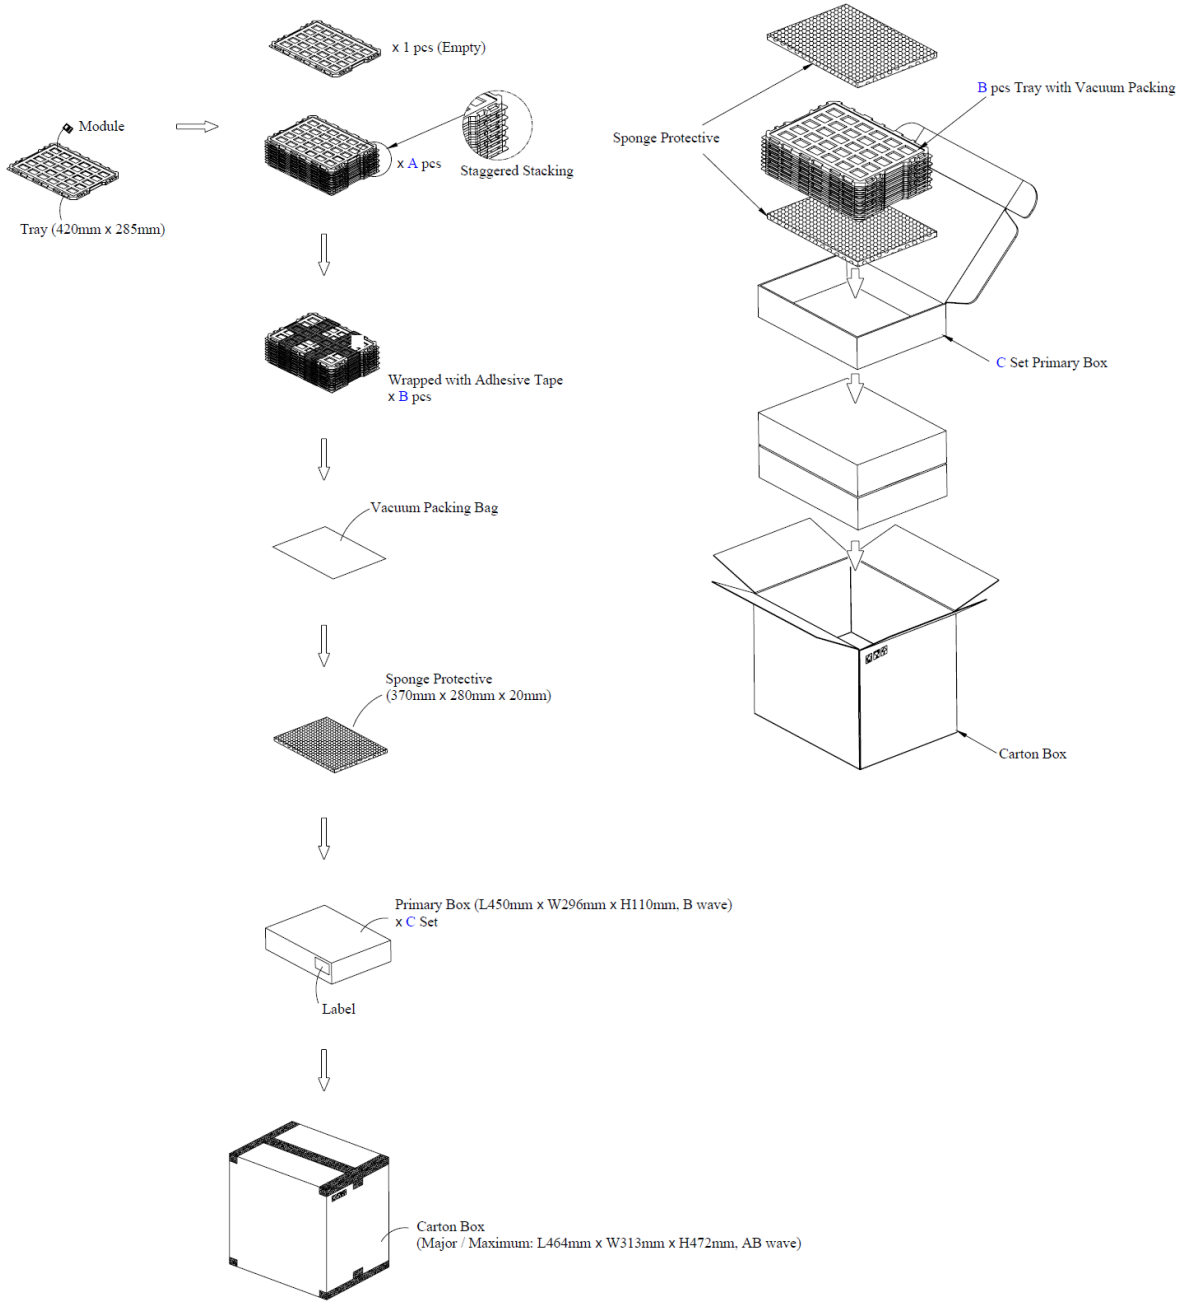 x 1 pcs (Empty)
Module
Tray (420mm x 285mm)
x A pcs
Staggered Stacking
Wrapped with Adhesive Tape
x B pcs
Vacuum Packing Bag
Sponge Protective
(370mm x 280mm x 20mm)
Primary Box (L450mm x W296mm x H110mm, B wave)
x C Set
Label
Carton Box
(Major / Maximum: L464mm x W313mm x H472mm, AB wave)
B pcs Tray with Vacuum Packing
Sponge Protective
C Set Primary Box
Carton Box